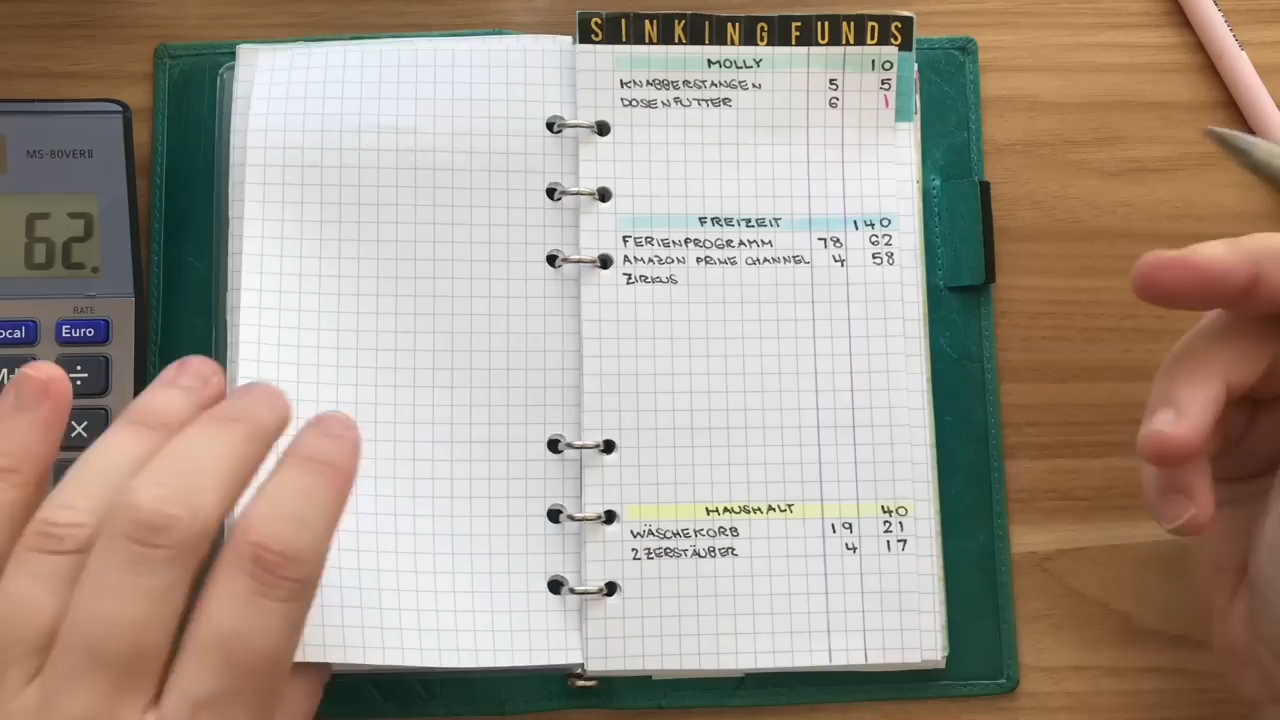 SINKING FUNDS
MOLLY 10
KNABBERSTANGEN 5 5
DOSENFUTTER 6 1
FREIZEIT 140
FERIENPROGRAMM 78 62
AMAZON PRIME CHANNEL 4 58
ZIRKUS
HAUSHALT 40
WÄSCHEKORB 19 21
2 ZERSTÄUBER 4 17
MS-80VERII
62.
RATE
Euro
÷
×